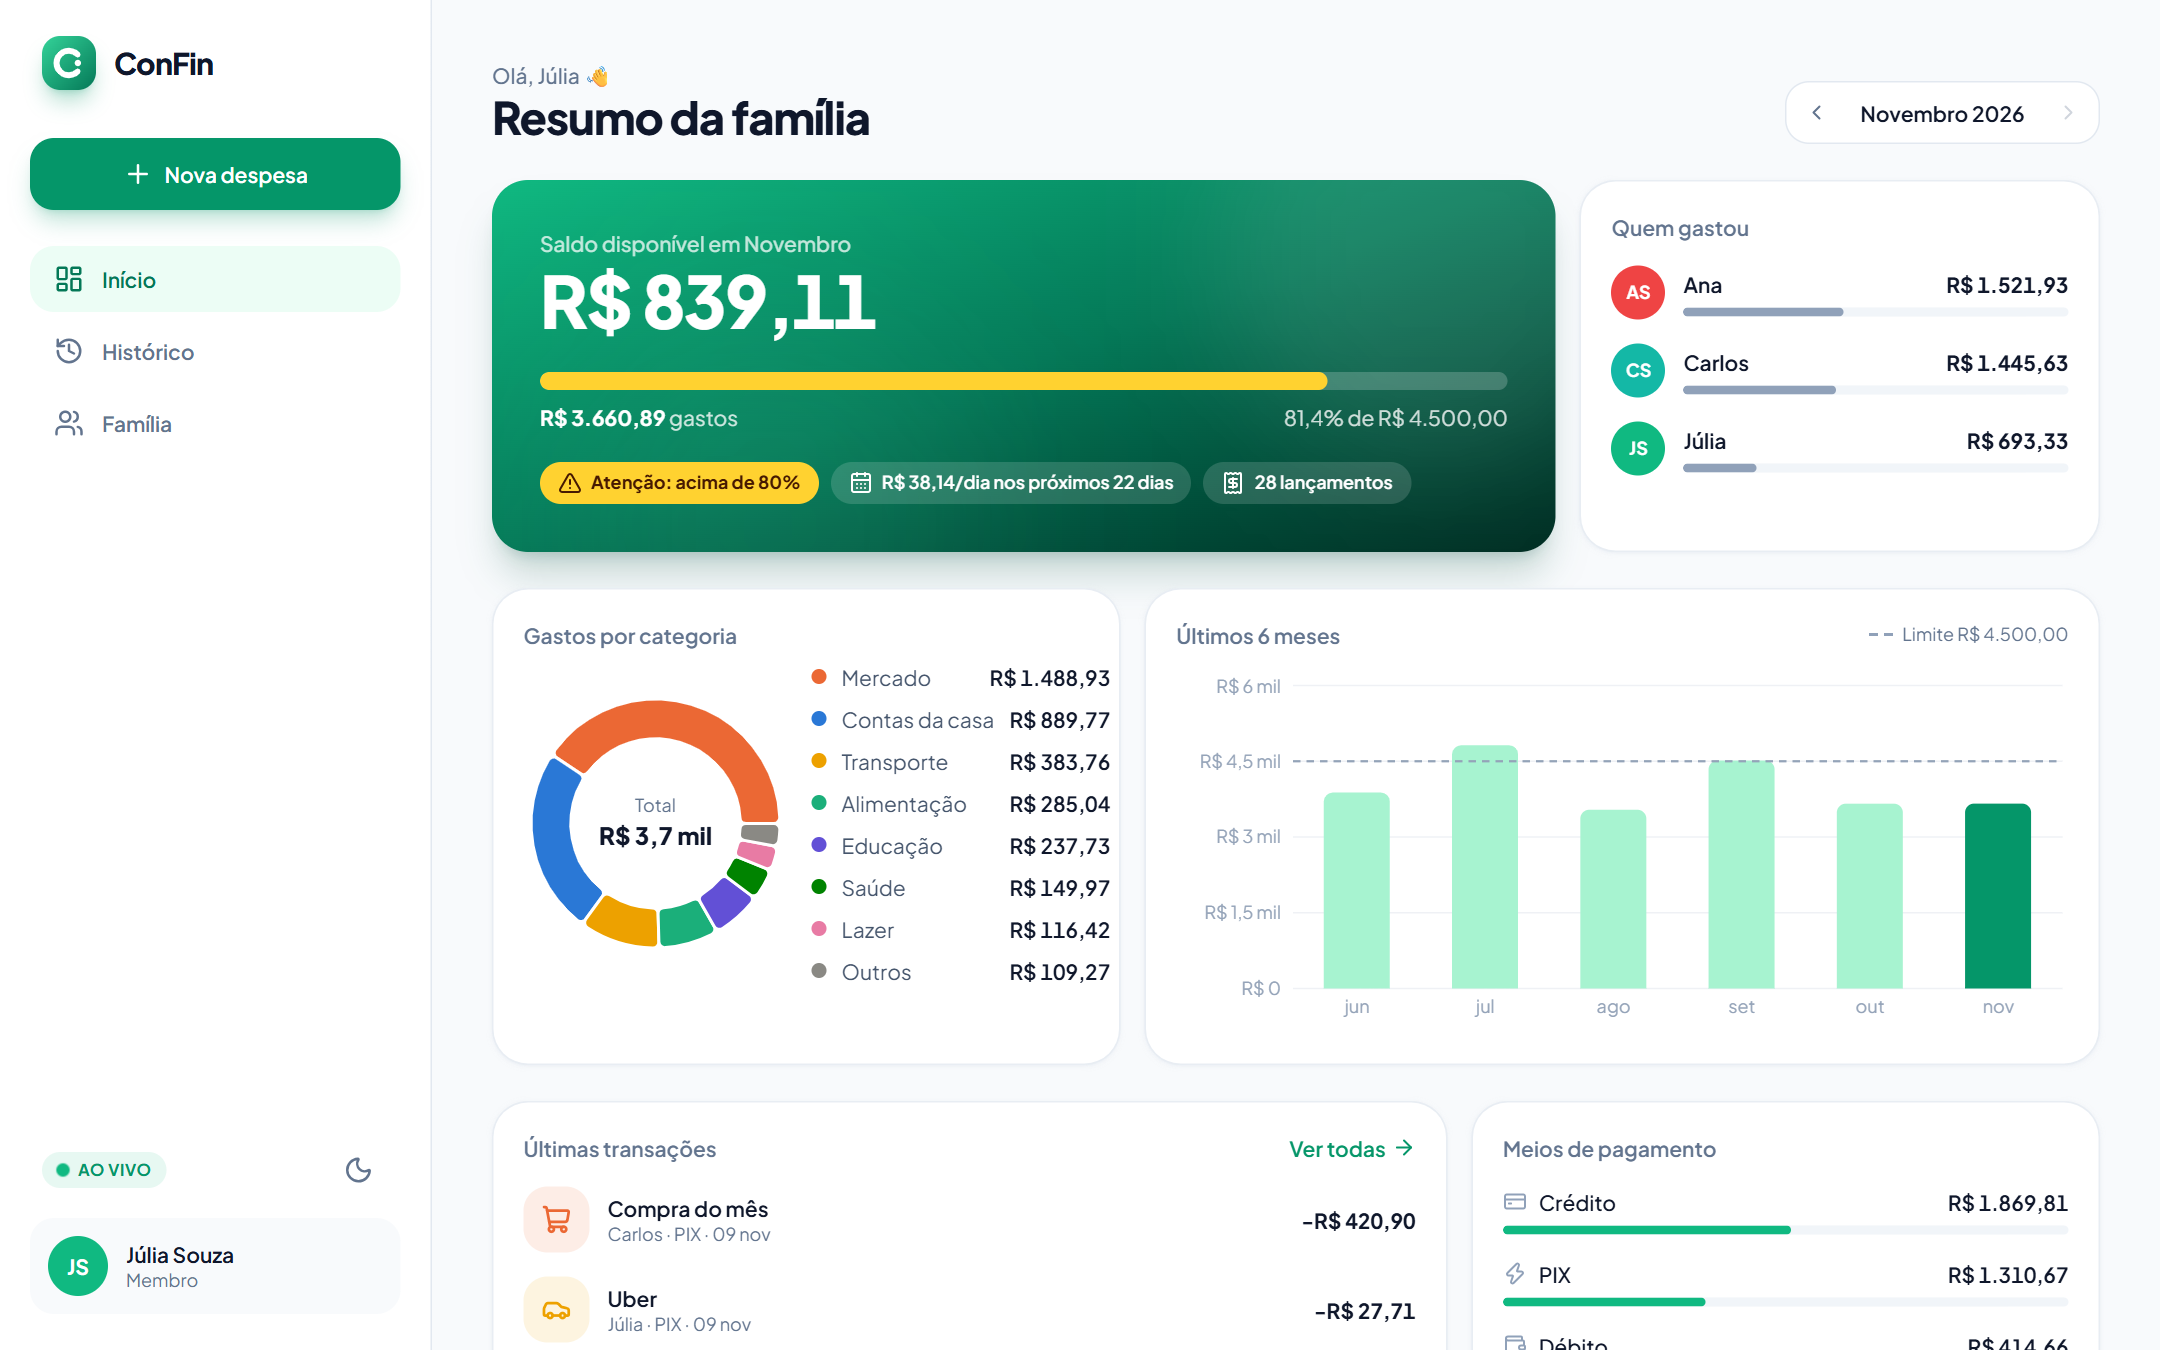 ConFin
Nova despesa
Início
Histórico
Família
AO VIVO
JS
Júlia Souza
Membro
Olá, Júlia 👋
Resumo da família
Novembro 2026
Saldo disponível em Novembro
R$ 839,11
R$ 3.660,89 gastos
81,4% de R$ 4.500,00
Atenção: acima de 80%
R$ 38,14/dia nos próximos 22 dias
28 lançamentos
Quem gastou
AS
Ana
R$ 1.521,93
CS
Carlos
R$ 1.445,63
JS
Júlia
R$ 693,33
Gastos por categoria
Total
R$ 3,7 mil
Mercado R$ 1.488,93
Contas da casa R$ 889,77
Transporte R$ 383,76
Alimentação R$ 285,04
Educação R$ 237,73
Saúde R$ 149,97
Lazer R$ 116,42
Outros R$ 109,27
Últimos 6 meses
Limite R$ 4.500,00
R$ 6 mil
R$ 4,5 mil
R$ 3 mil
R$ 1,5 mil
R$ 0
jun jul ago set out nov
Últimas transações
Ver todas
Compra do mês
Carlos · PIX · 09 nov
-R$ 420,90
Uber
Júlia · PIX · 09 nov
-R$ 27,71
Meios de pagamento
Crédito R$ 1.869,81
PIX R$ 1.310,67
Débito R$ 414,66